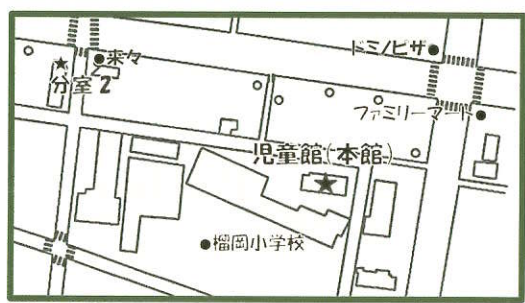 ドミノピザ
来々
分室2
ファミリーマート
児童館(本館)
榴岡小学校